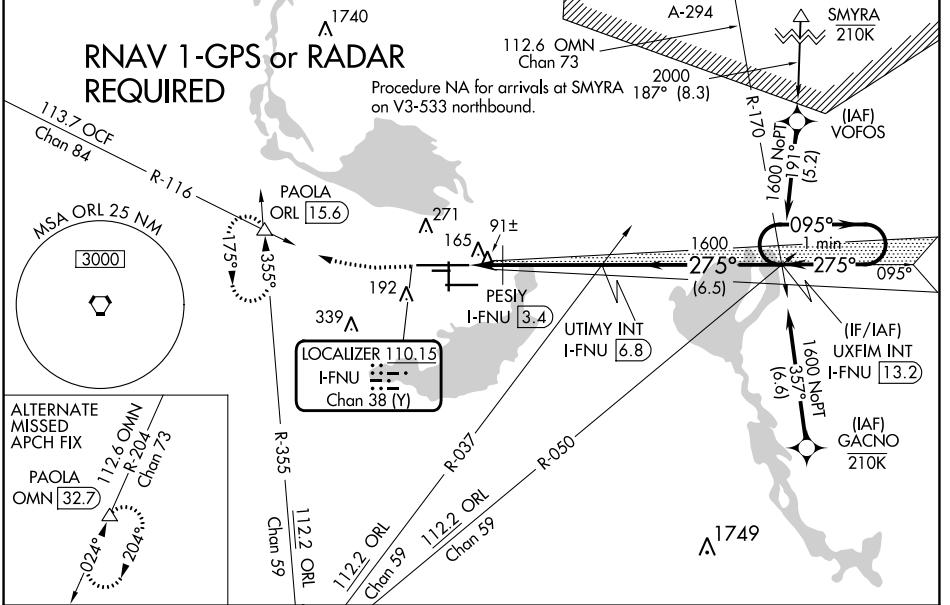 1740
RNAV 1-GPS or RADAR
REQUIRED
A-294
112.6 OMN
Chan 73
SMYRA
210K
Procedure NA for arrivals at SMYRA
on V3-533 northbound.
2000
187° (8.3)
R-170
(IAF)
VOFOS
1600 NoPT
191°
(5.2)
113.7 OCF
Chan 84
R-116
PAOLA
ORL 15.6
MSA ORL 25 NM
3000
175°
355°
271
165
91±
192
339
PESIY
I-FNU 3.4
1600
275°
(6.5)
095°
1 min
275°
095°
UTIMY INT
I-FNU 6.8
(IF/IAF)
UXFIM INT
I-FNU 13.2
LOCALIZER 110.15
I-FNU
Chan 38 (Y)
1600 NoPT
357°
(6.6)
(IAF)
GACNO
210K
ALTERNATE
MISSED
APCH FIX
112.6 OMN
R-204
Chan 73
PAOLA
OMN 32.7
024°
204°
R-355
112.2 ORL
Chan 59
R-037
112.2 ORL
Chan 59
R-050
112.2 ORL
Chan 59
1749